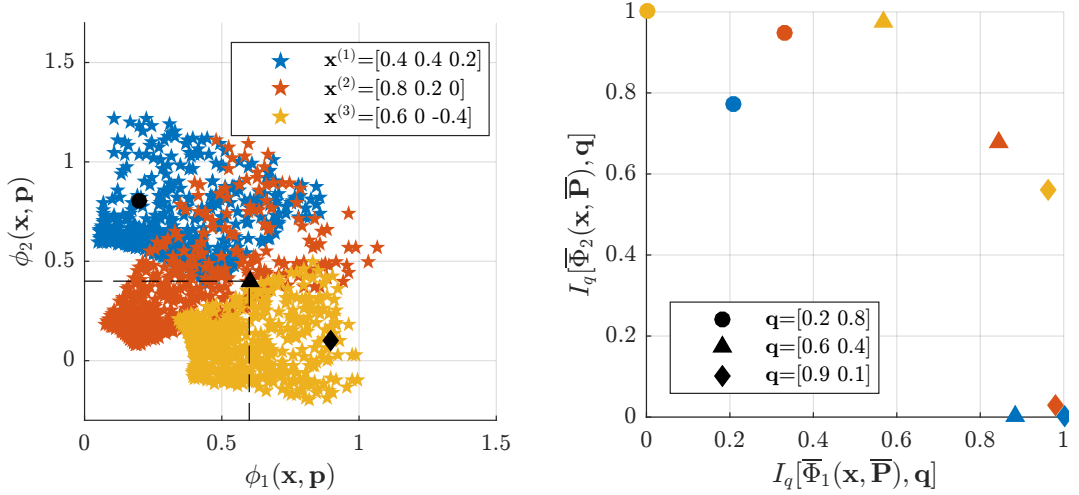 1.5
1
0.5
0
0
0.5
1
1.5
ϕ₂(x, p)
ϕ₁(x, p)
x⁽¹⁾=[0.4 0.4 0.2]
x⁽²⁾=[0.8 0.2 0]
x⁽³⁾=[0.6 0 -0.4]
1
0.8
0.6
0.4
0.2
0
0
0.2
0.4
0.6
0.8
1
I_q[Φ̅₂(x, P̅), q]
I_q[Φ̅₁(x, P̅), q]
q=[0.2 0.8]
q=[0.6 0.4]
q=[0.9 0.1]